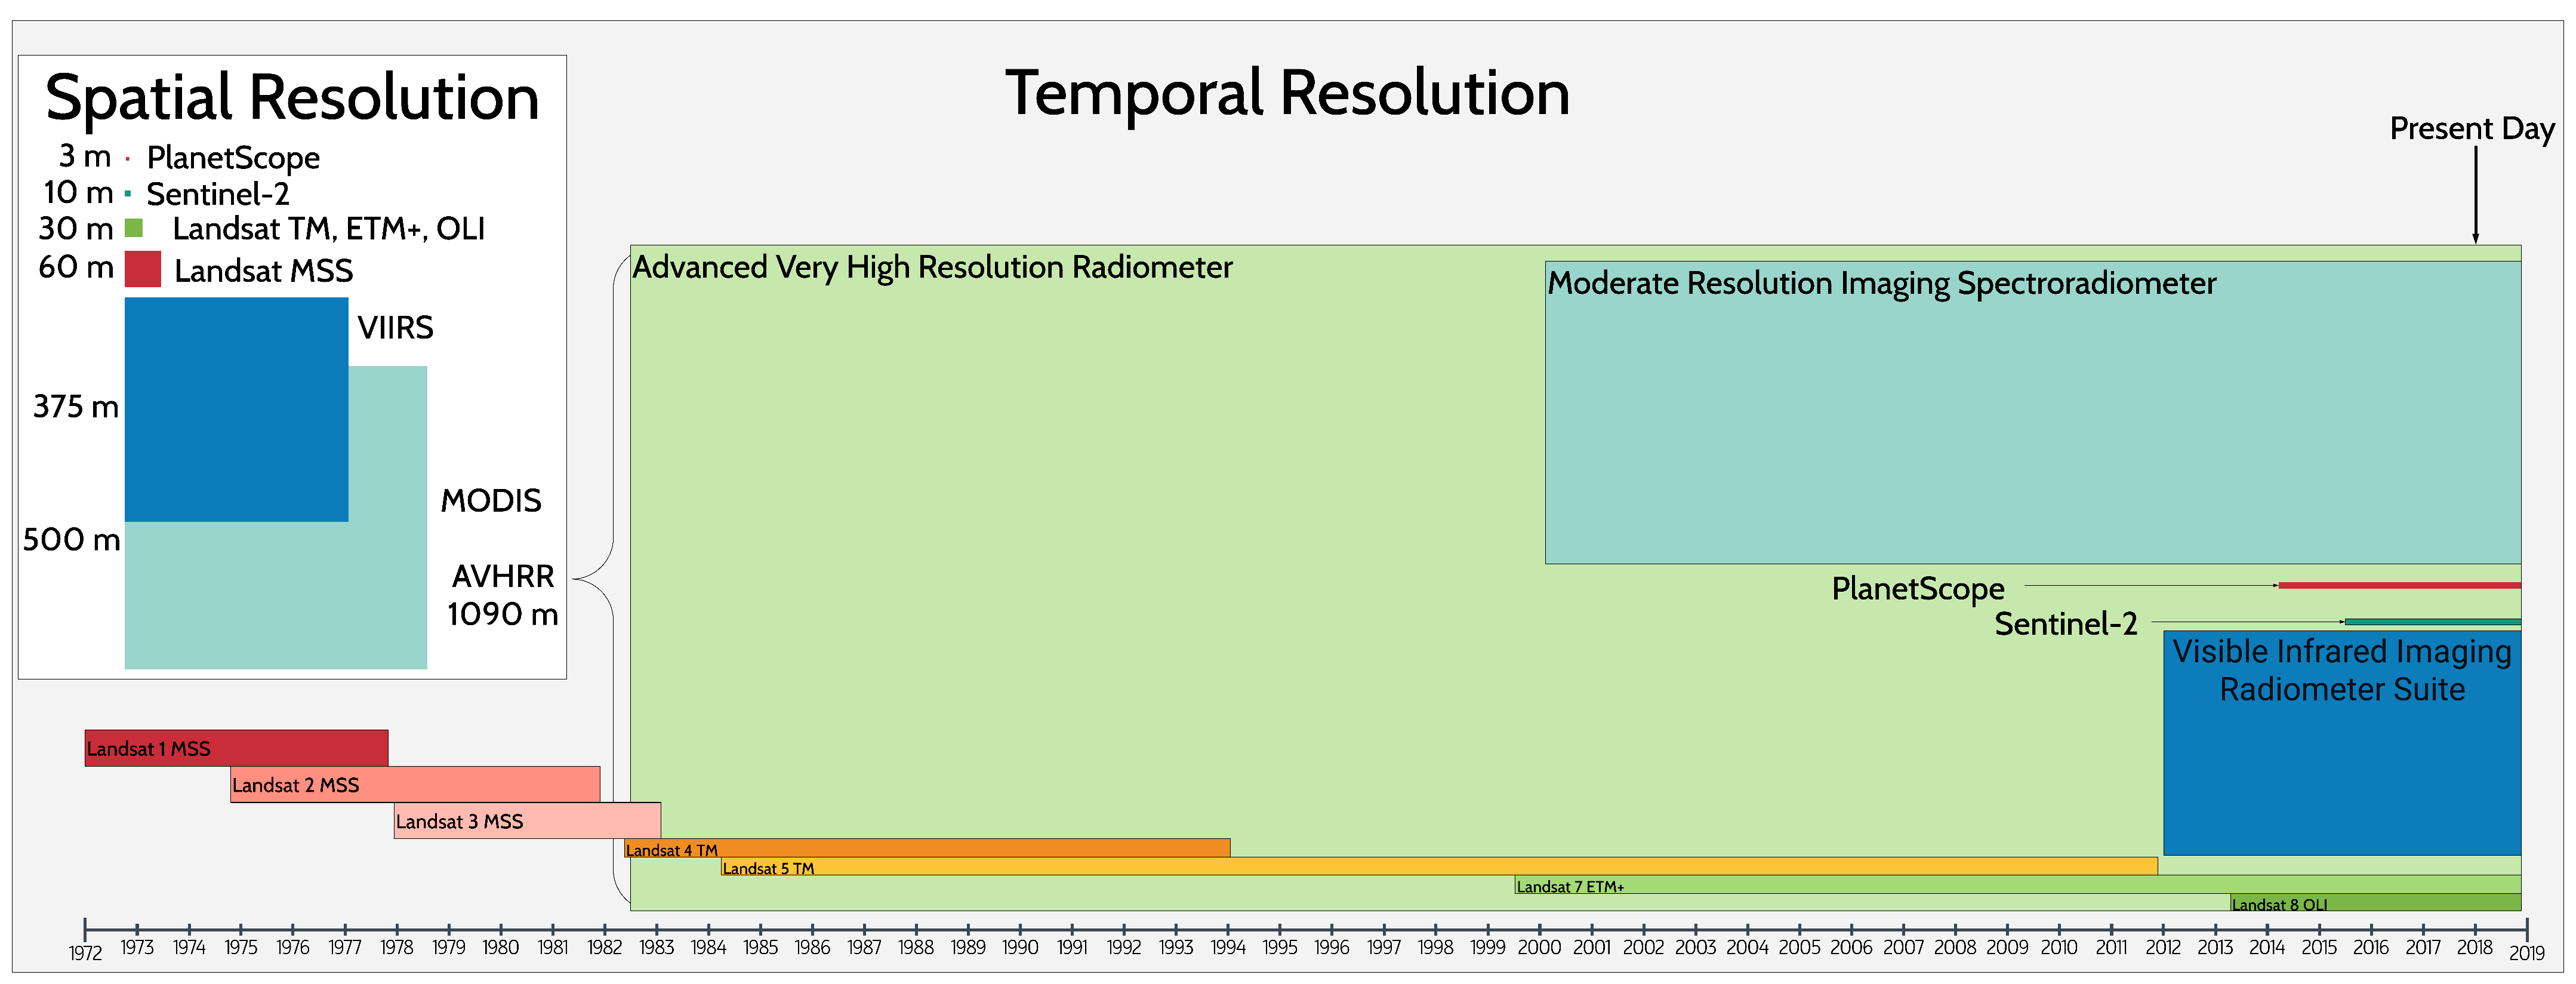 Spatial Resolution
3 m PlanetScope
10 m Sentinel-2
30 m Landsat TM, ETM+, OLI
60 m Landsat MSS
VIIRS
375 m
MODIS
500 m
AVHRR
1090 m
Temporal Resolution
Present Day
Advanced Very High Resolution Radiometer
Moderate Resolution Imaging Spectroradiometer
PlanetScope
Sentinel-2
Visible Infrared Imaging
Radiometer Suite
Landsat 1 MSS
Landsat 2 MSS
Landsat 3 MSS
Landsat 4 TM
Landsat 5 TM
Landsat 7 ETM+
Landsat 8 OLI
1972 1973 1974 1975 1976 1977 1978 1979 1980 1981 1982 1983 1984 1985 1986 1987 1988 1989 1990 1991 1992 1993 1994 1995 1996 1997 1998 1999 2000 2001 2002 2003 2004 2005 2006 2007 2008 2009 2010 2011 2012 2013 2014 2015 2016 2017 2018 2019